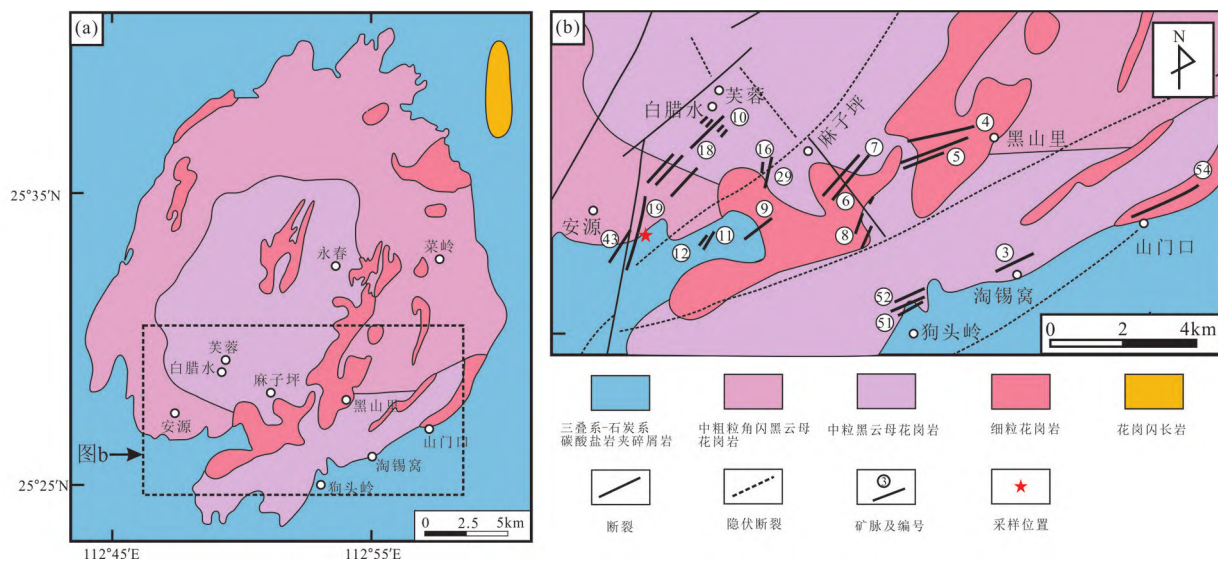 (a)
25°35′
25°25′
112°45′E
112°55′E
永春
菜岭
芙蓉
白腊水
麻子坪
黑山里
安源
山门口
淘锡窝
狗头岭
图b
0 2.5 5km
(b)
N
芙蓉
白腊水
麻子坪
黑山里
安源
山门口
淘锡窝
狗头岭
10
18
16
29
7
4
5
54
19
9
6
8
43
12
11
3
52
51
0 2 4km
三叠系-石炭系
碳酸盐岩夹碎屑岩
中粗粒角闪黑云母
花岗岩
中粒黑云母花岗岩
细粒花岗岩
花岗闪长岩
3
断裂
隐伏断裂
矿脉及编号
采样位置